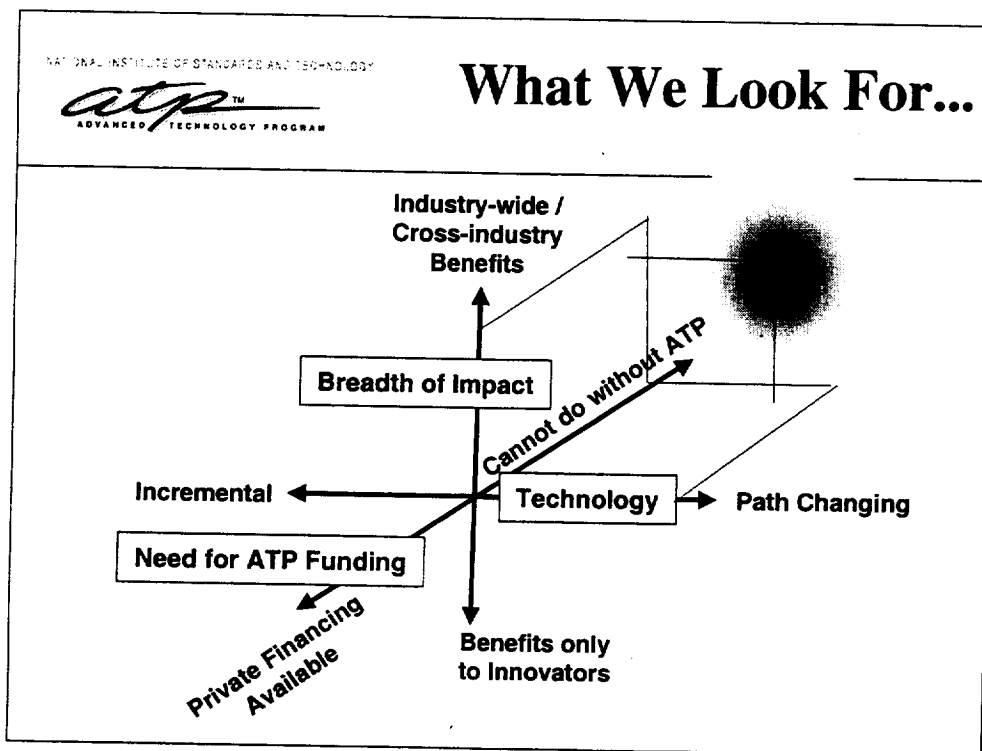 NATIONAL INSTITUTE OF STANDARDS AND TECHNOLOGY
atp™
ADVANCED TECHNOLOGY PROGRAM
What We Look For...
Industry-wide /
Cross-industry
Benefits
Breadth of Impact
Cannot do without ATP
Incremental
Technology
Path Changing
Need for ATP Funding
Private Financing
Available
Benefits only
to Innovators